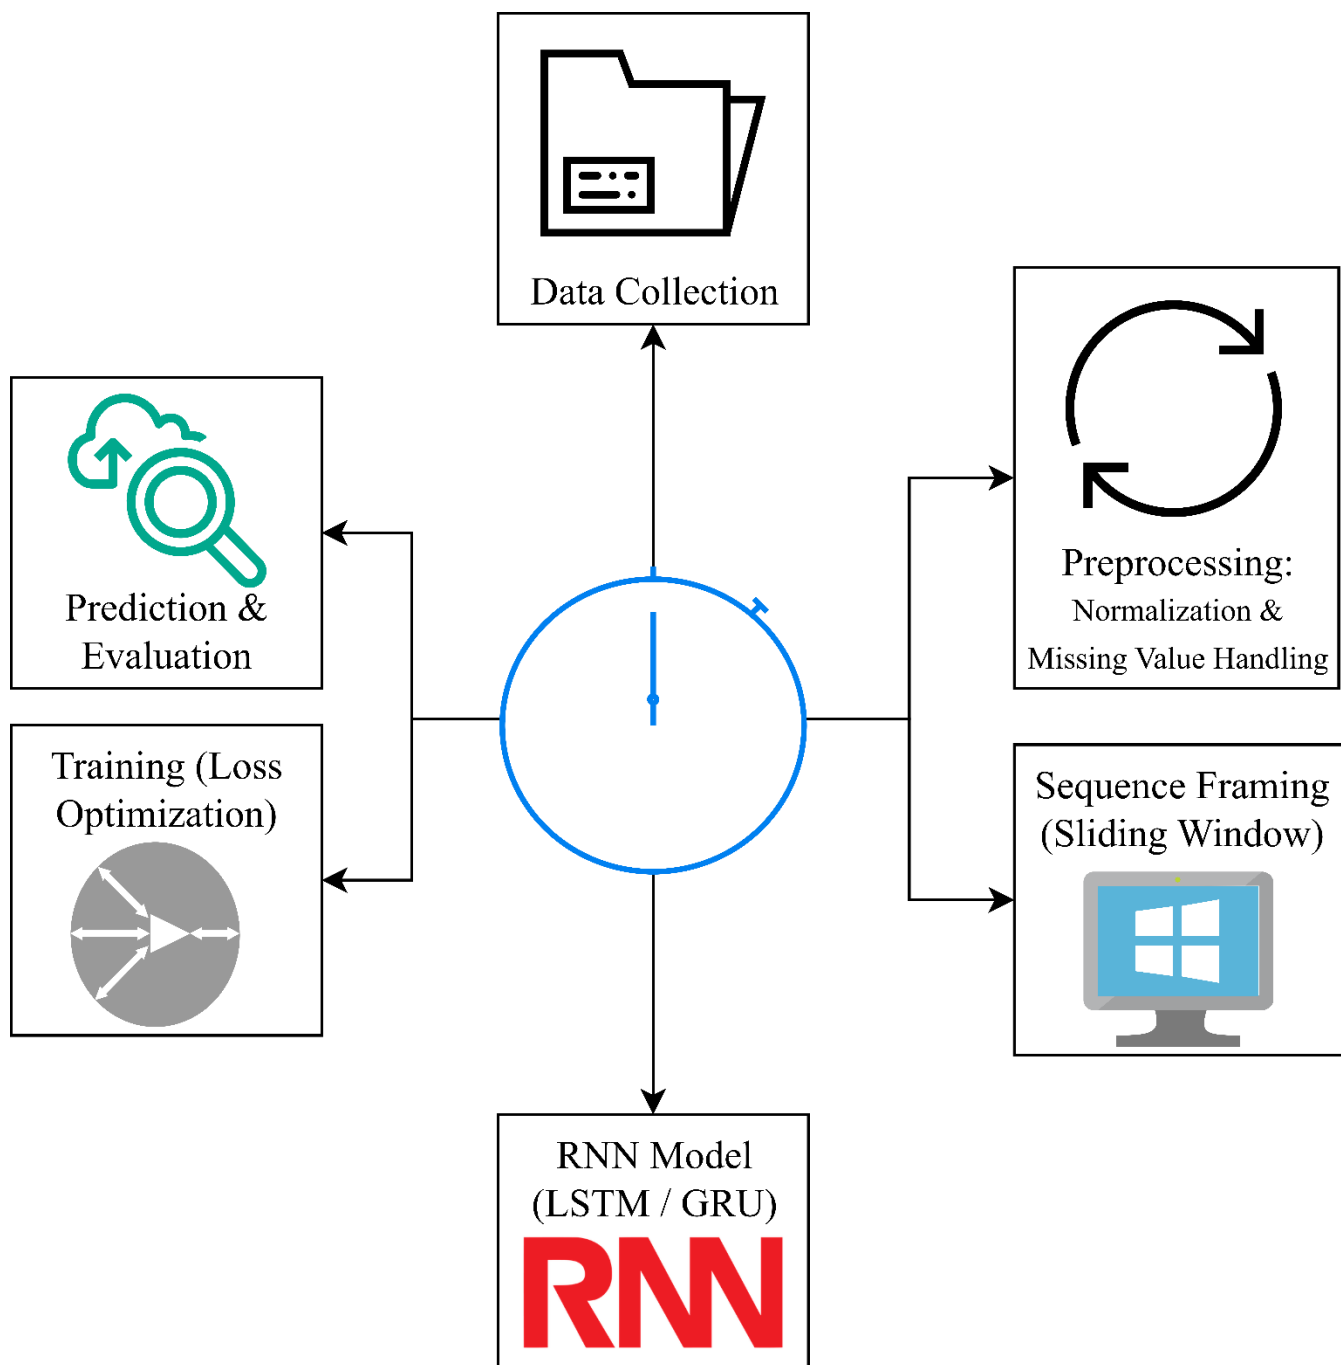 Data Collection
Preprocessing:
Normalization &
Missing Value Handling
Prediction &
Evaluation
Training (Loss
Optimization)
Sequence Framing
(Sliding Window)
RNN Model
(LSTM / GRU)
RNN